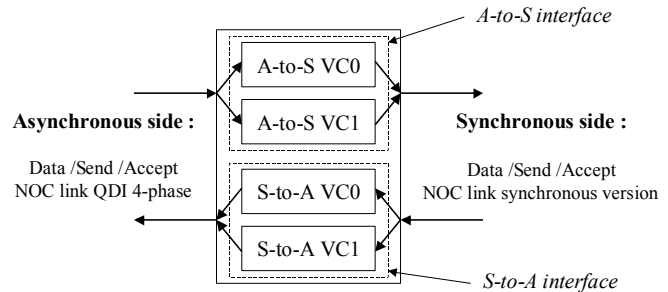 A-to-S interface
A-to-S VC0
A-to-S VC1
Asynchronous side :
Synchronous side :
Data /Send /Accept
NOC link QDI 4-phase
Data /Send /Accept
NOC link synchronous version
S-to-A VC0
S-to-A VC1
S-to-A interface